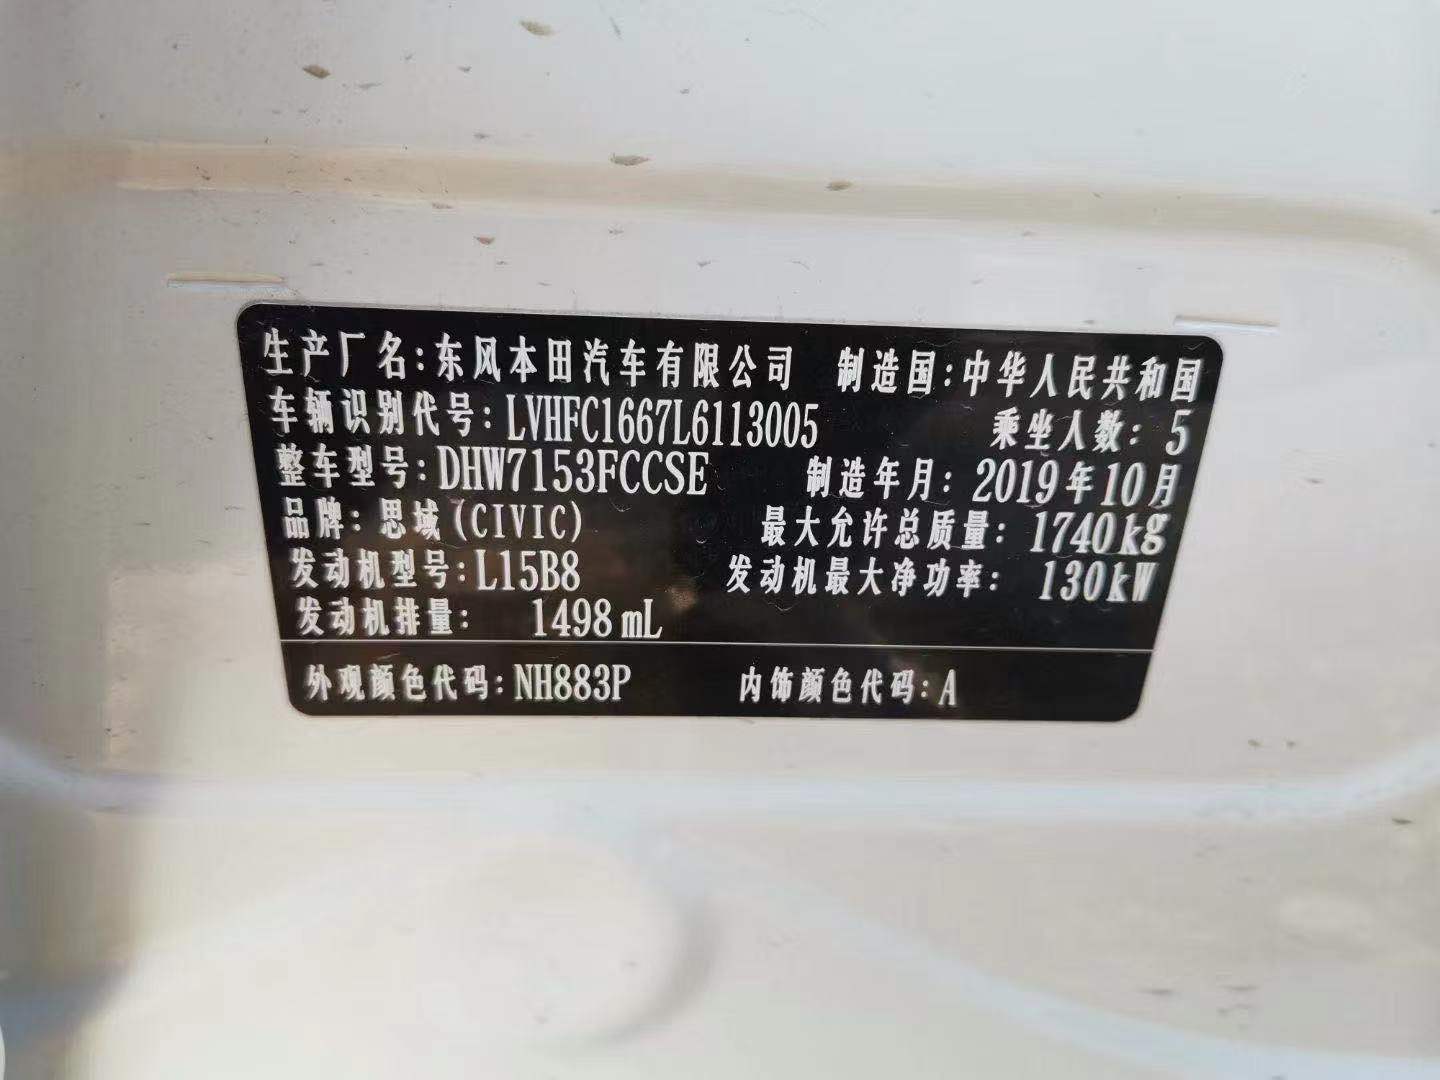 生产厂名:东风本田汽车有限公司 制造国:中华人民共和国
车辆识别代号:LVHFC1667L6113005 乘坐人数: 5
整车型号:DHW7153FCCSE 制造年月: 2019年10月
品牌: 思域(CIVIC) 最大允许总质量: 1740kg
发动机型号:L15B8 发动机最大净功率: 130kW
发动机排量: 1498mL
外观颜色代码:NH883P 内饰颜色代码:A